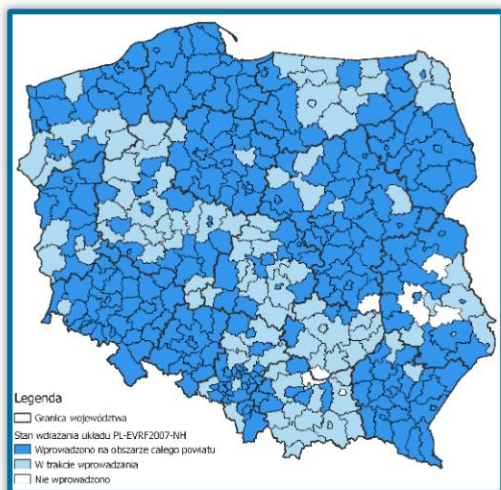 Legenda
Granica województwa
Stan wdrażania układu PL-EVRF2007-NH
Wprowadzono na obszarze całego powiatu
W trakcie wprowadzania
Nie wprowadzono